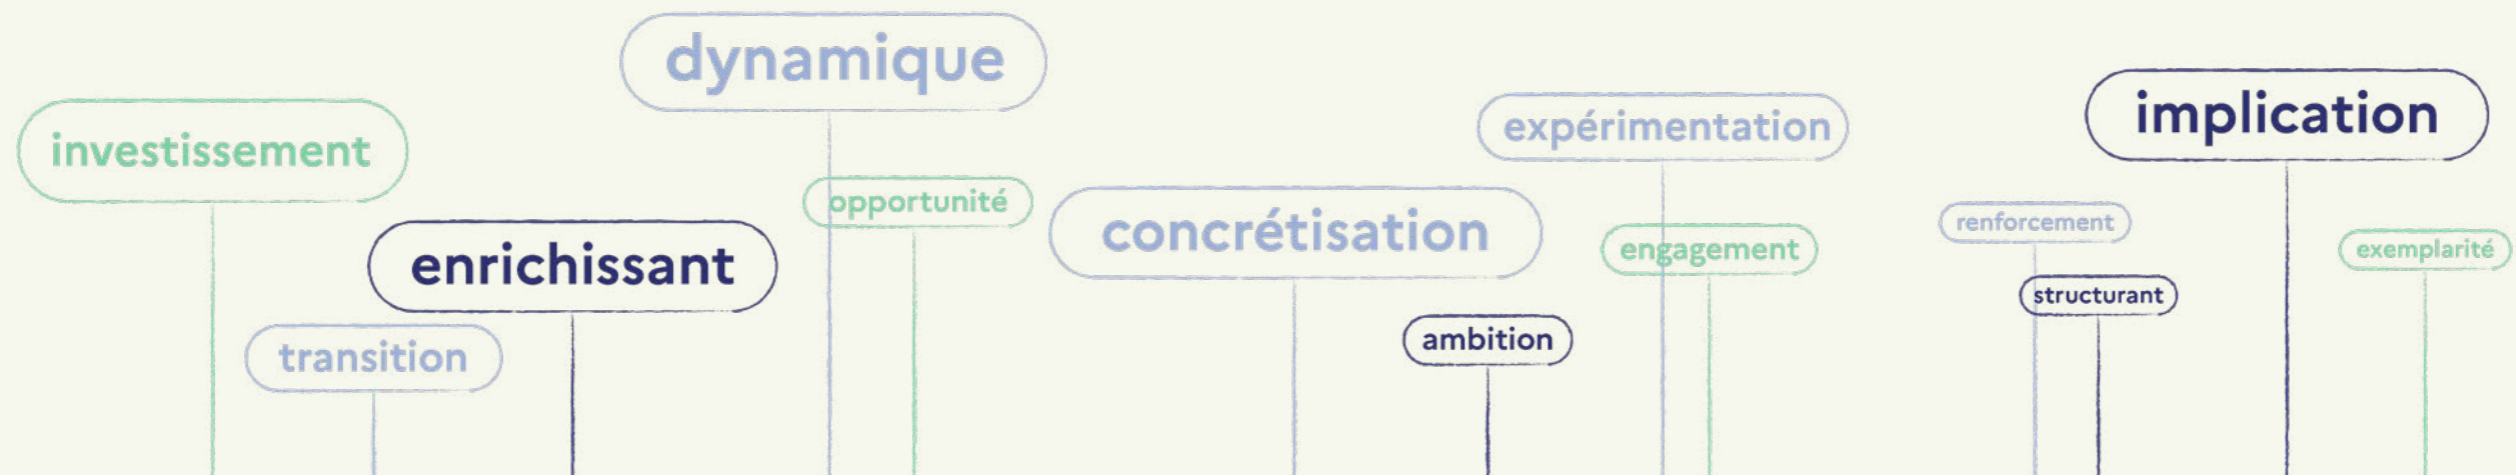 dynamique
implication
expérimentation
investissement
opportunité
renforcement
concrétisation
engagement
exemplarité
enrichissant
structurant
ambition
transition